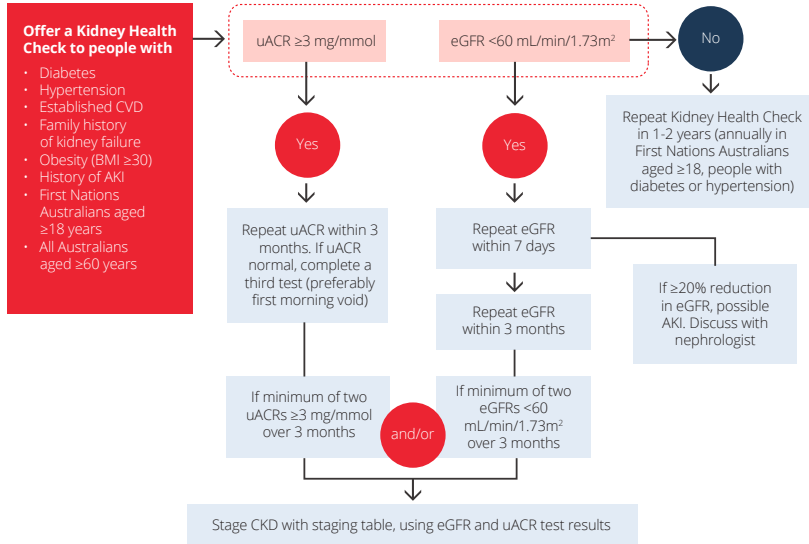 Offer a Kidney Health
Check to people with
• Diabetes
• Hypertension
• Established CVD
• Family history
of kidney failure
• Obesity (BMI ≥30)
• History of AKI
• First Nations
Australians aged
≥18 years
• All Australians
aged ≥60 years
uACR ≥3 mg/mmol
eGFR <60 mL/min/1.73m²
No
Yes
Yes
Repeat Kidney Health Check
in 1-2 years (annually in
First Nations Australians
aged ≥18, people with
diabetes or hypertension)
Repeat uACR within 3
months. If uACR
normal, complete a
third test (preferably
first morning void)
Repeat eGFR
within 7 days
If ≥20% reduction
in eGFR, possible
AKI. Discuss with
nephrologist
Repeat eGFR
within 3 months
If minimum of two
uACRs ≥3 mg/mmol
over 3 months
and/or
If minimum of two
eGFRs <60
mL/min/1.73m²
over 3 months
Stage CKD with staging table, using eGFR and uACR test results